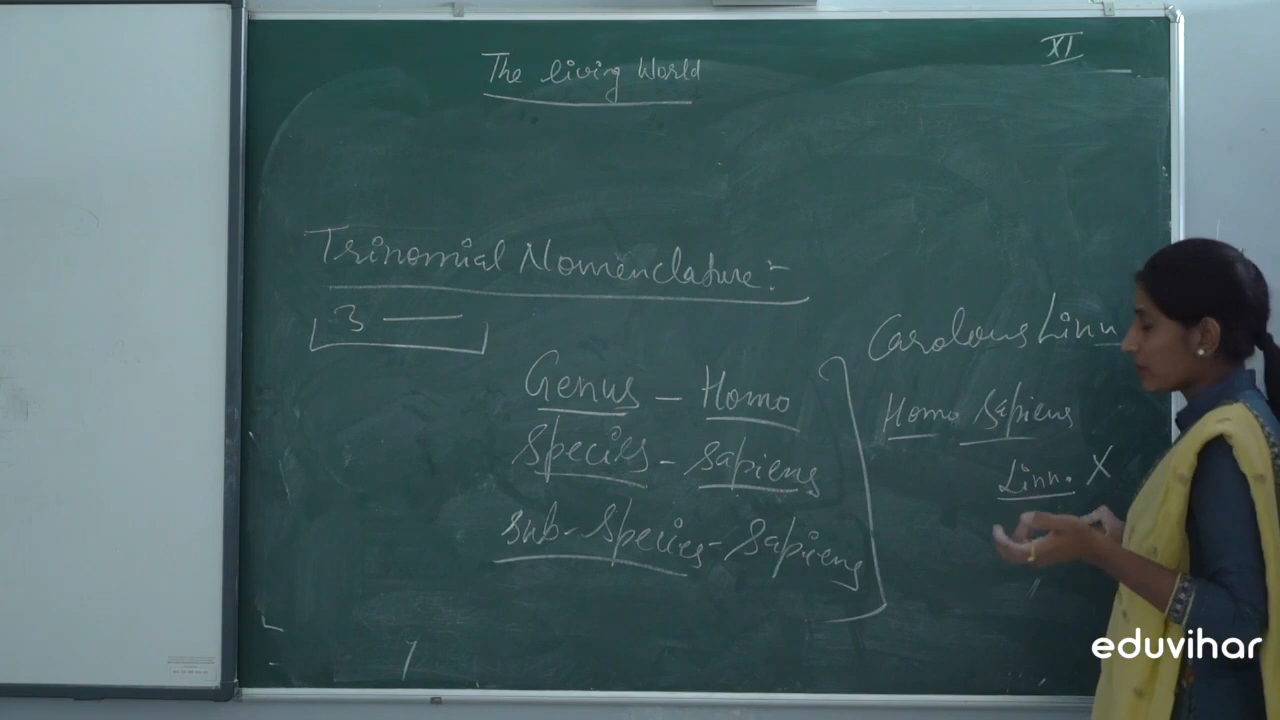 XI
The living World
Trinomial Nomenclature:-
3
Genus - Homo
Species - Sapiens
Sub-Species - Sapiens
Carolous Linn
Homo Sapiens
Linn. X
eduvihar